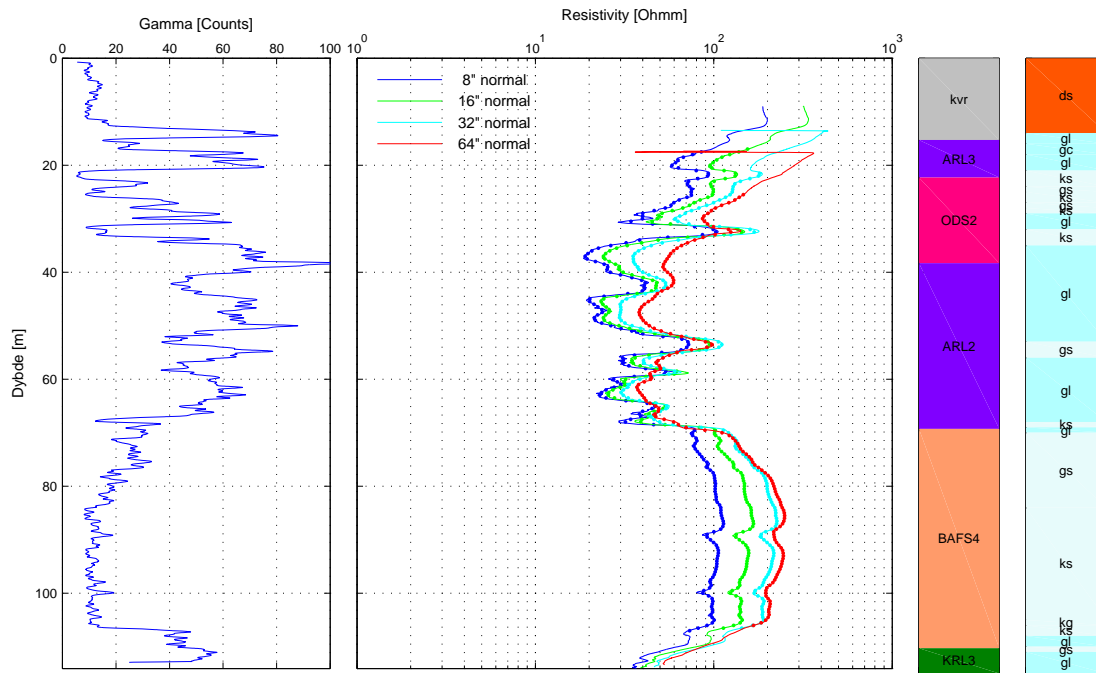 Gamma [Counts]
0 20 40 60 80 100
Resistivity [Ohmm]
10^0 10^1 10^2 10^3
Dybde [m]
0
20
40
60
80
100
8" normal
16" normal
32" normal
64" normal
kvr
ARL3
ODS2
ARL2
BAFS4
KRL3
ds
gl
gc
gl
ks
gs
ks
gs
ks
gl
ks
gl
gs
gl
ks
gl
gs
ks
kg
ks
gl
gs
gl